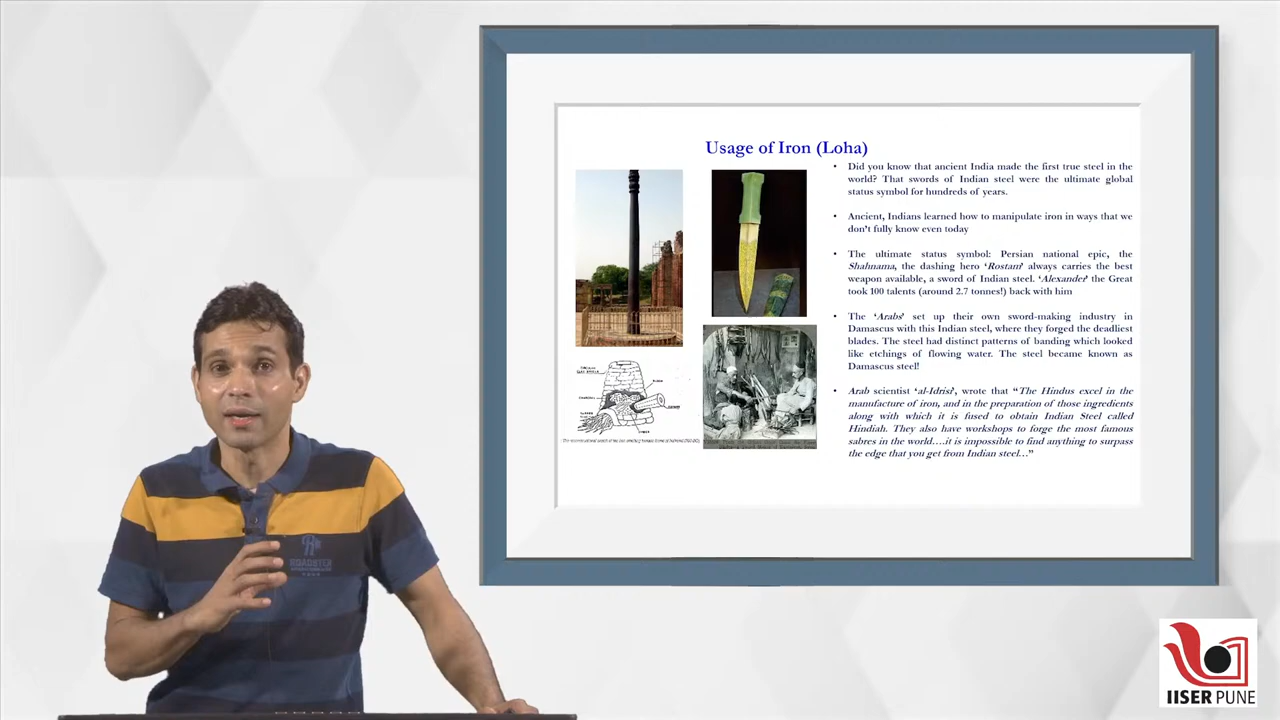 Usage of Iron (Loha)
• Did you know that ancient India made the first true steel in the
world? That swords of Indian steel were the ultimate global
status symbol for hundreds of years.
• Ancient, Indians learned how to manipulate iron in ways that we
don't fully know even today
• The ultimate status symbol: Persian national epic, the
Shahnama, the dashing hero ‘Rostam’ always carries the best
weapon available, a sword of Indian steel. ‘Alexander’ the Great
took 100 talents (around 2.7 tonnes!) back with him
• The ‘Arabs’ set up their own sword-making industry in
Damascus with this Indian steel, where they forged the deadliest
blades. The steel had distinct patterns of banding which looked
like etchings of flowing water. The steel became known as
Damascus steel!
• Arab scientist ‘al-Idrisi’, wrote that “The Hindus excel in the
manufacture of iron, and in the preparation of those ingredients
along with which it is fused to obtain Indian Steel called
Hindiah. They also have workshops to forge the most famous
sabres in the world….it is impossible to find anything to surpass
the edge that you get from Indian steel…”
IISER PUNE